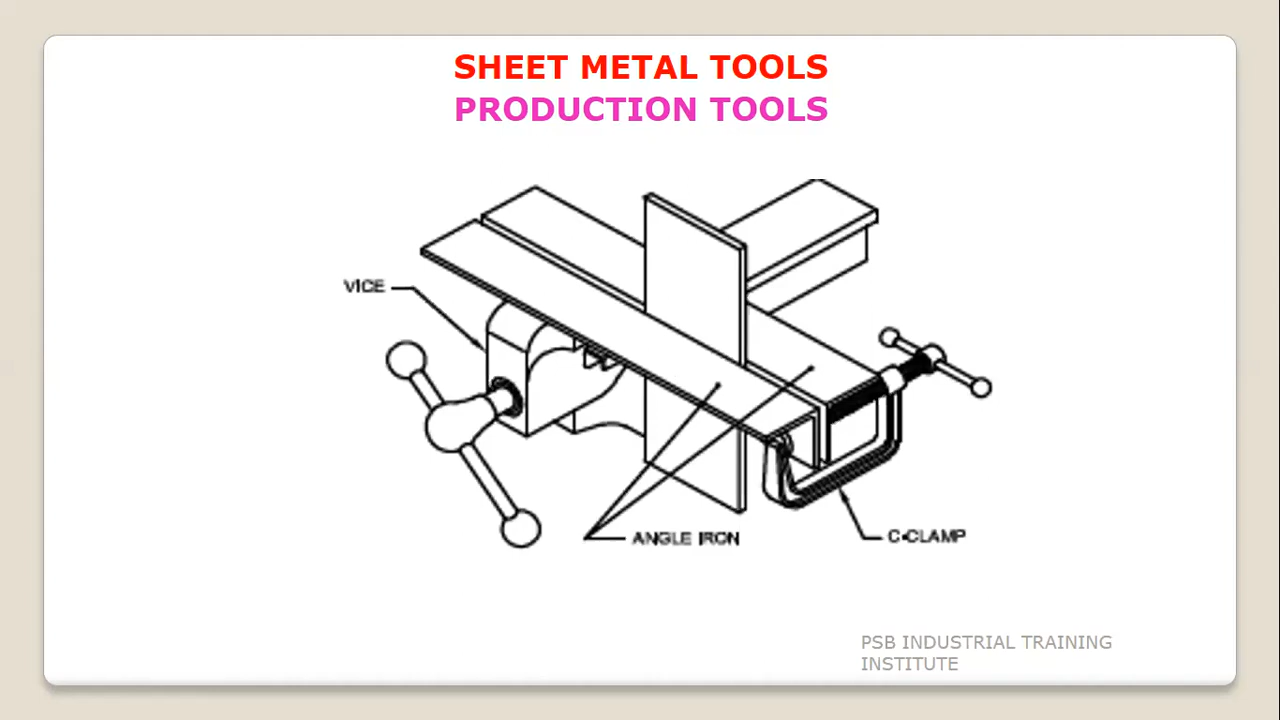 SHEET METAL TOOLS
PRODUCTION TOOLS
VICE
ANGLE IRON
C-CLAMP
PSB INDUSTRIAL TRAINING
INSTITUTE